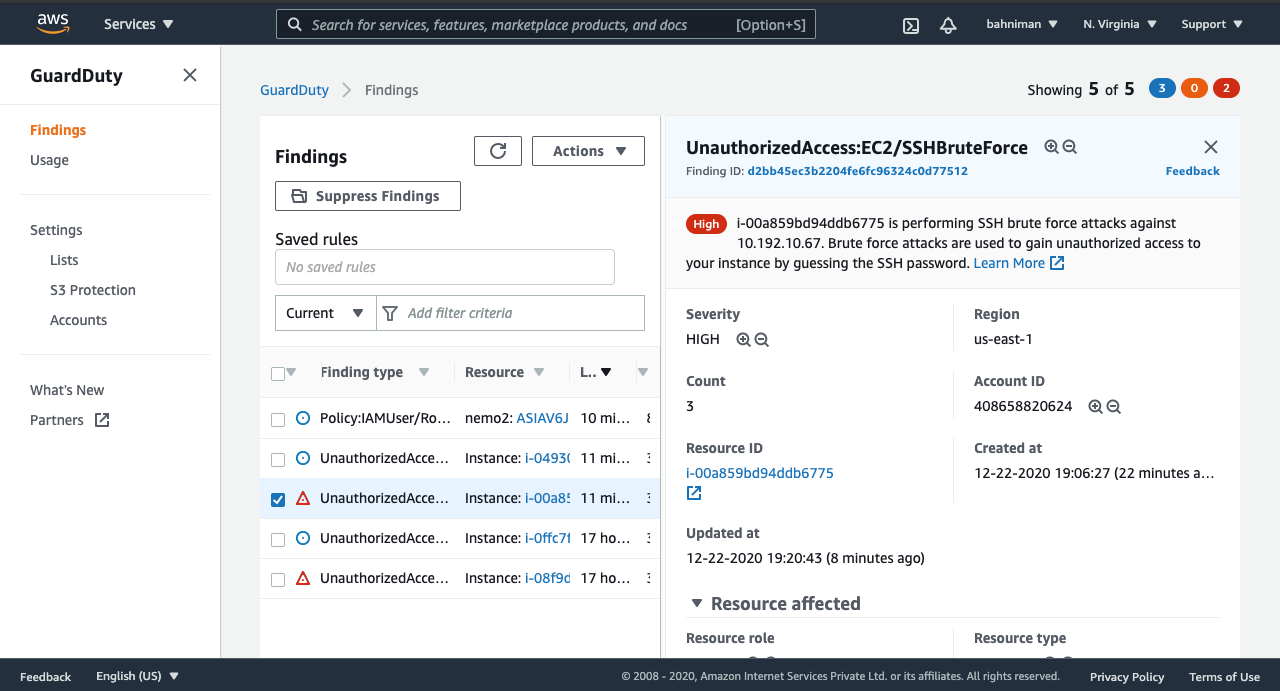 aws
Services
Search for services, features, marketplace products, and docs
[Option+S]
bahniman
N. Virginia
Support
GuardDuty
Findings
Usage
Settings
Lists
S3 Protection
Accounts
What's New
Partners
GuardDuty
Findings
Showing 5 of 5
3
0
2
Findings
Actions
Suppress Findings
Saved rules
No saved rules
Current
Add filter criteria
Finding type
Resource
L..
Policy:IAMUser/Ro... nemo2: ASIAV6J 10 mi...
UnauthorizedAcce... Instance: i-0493 11 mi...
UnauthorizedAcce... Instance: i-00a85 11 mi...
UnauthorizedAcce... Instance: i-0ffc7f 17 ho...
UnauthorizedAcce... Instance: i-08f9d 17 ho...
UnauthorizedAccess:EC2/SSHBruteForce
Finding ID: d2bb45ec3b2204fe6fc96324c0d77512
Feedback
High i-00a859bd94ddb6775 is performing SSH brute force attacks against
10.192.10.67. Brute force attacks are used to gain unauthorized access to
your instance by guessing the SSH password. Learn More
Severity
HIGH
Region
us-east-1
Count
3
Account ID
408658820624
Resource ID
i-00a859bd94ddb6775
Created at
12-22-2020 19:06:27 (22 minutes a...
Updated at
12-22-2020 19:20:43 (8 minutes ago)
Resource affected
Resource role
Resource type
Feedback
English (US)
© 2008 - 2020, Amazon Internet Services Private Ltd. or its affiliates. All rights reserved.
Privacy Policy
Terms of Use